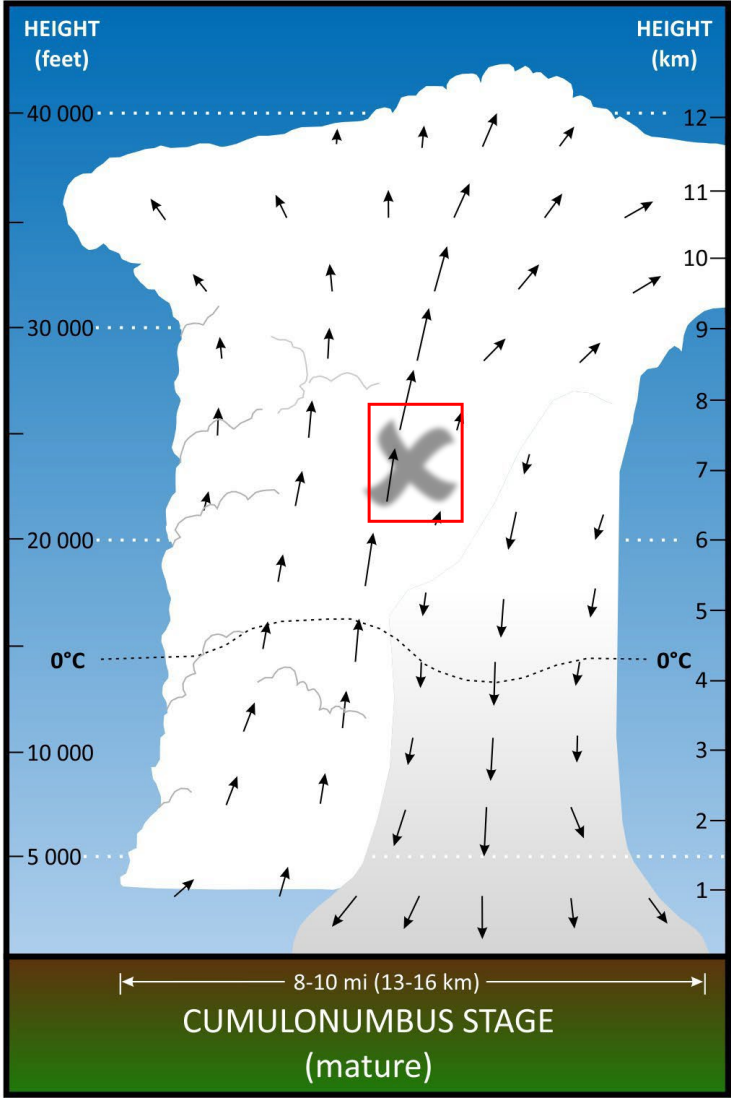 HEIGHT
(feet)
HEIGHT
(km)
40 000
12
11
10
30 000
9
8
7
20 000
6
5
0°C
0°C
4
10 000
3
2
5 000
1
8-10 mi (13-16 km)
CUMULONUMBUS STAGE
(mature)